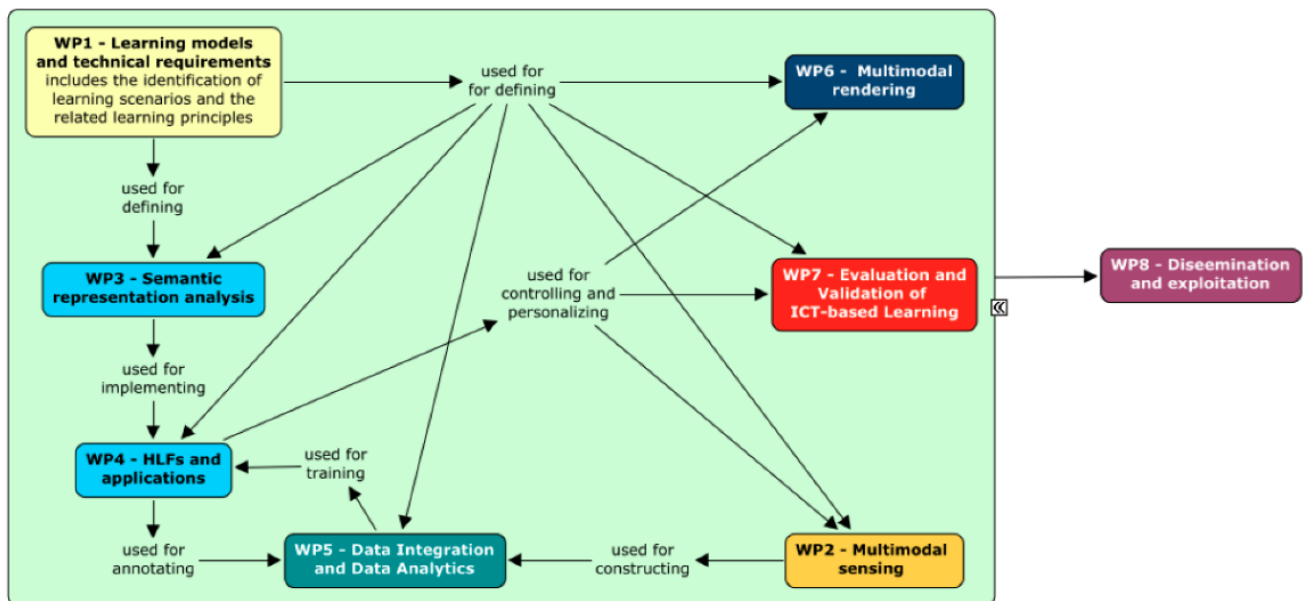 WP1 - Learning models
and technical requirements
includes the identification of
learning scenarios and the
related learning principles
used for
for defining
WP6 - Multimodal
rendering
used for
defining
WP3 - Semantic
representation analysis
used for
controlling and
personalizing
WP7 - Evaluation and
Validation of
ICT-based Learning
WP8 - Diseemination
and exploitation
used for
implementing
WP4 - HLFs and
applications
used for
training
used for
annotating
WP5 - Data Integration
and Data Analytics
used for
constructing
WP2 - Multimodal
sensing